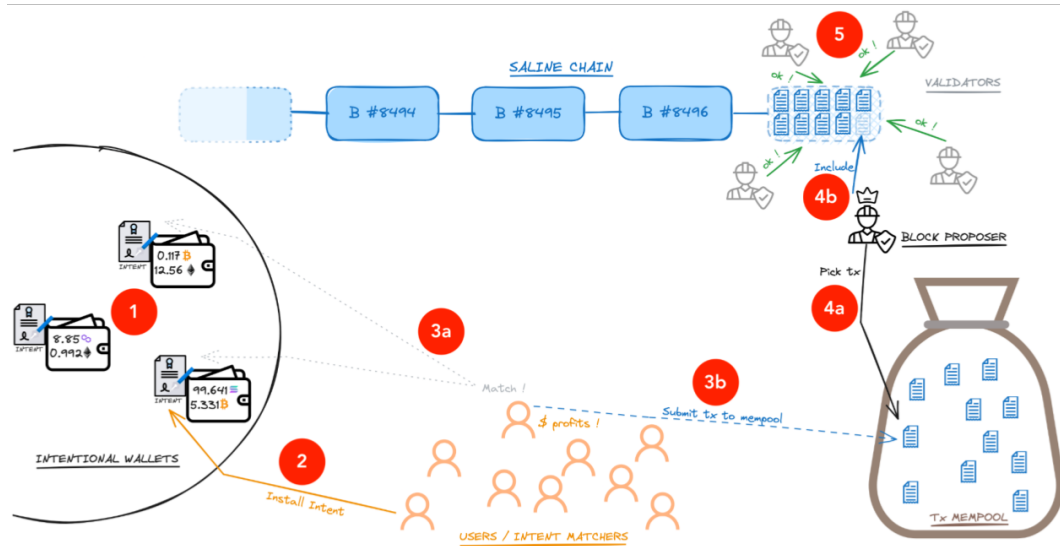 5
SALINE CHAIN
ok !
ok !
VALIDATORS
B #8494
B #8495
B #8496
ok !
ok !
Include
4b
BLOCK PROPOSER
INTENT
0.117
12.56
Pick tx
4a
1
3a
INTENT
8.85
0.992
INTENT
99.641
5.331
Match !
3b
Submit tx to mempool
$ profits !
INTENTIONAL WALLETS
2
Install Intent
TX MEMPOOL
USERS / INTENT MATCHERS